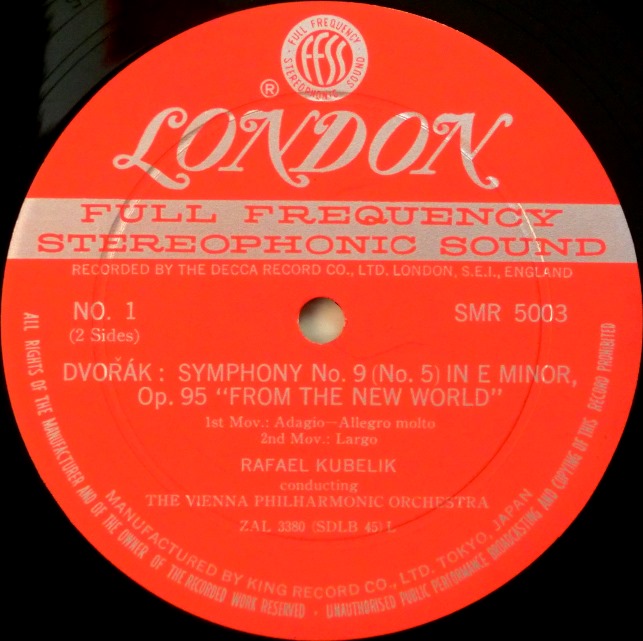 FULL FREQUENCY
FFSS
STEREOPHONIC SOUND
®
LONDON
FULL FREQUENCY
STEREOPHONIC SOUND
RECORDED BY THE DECCA RECORD CO., LTD. LONDON, S.E.I., ENGLAND
NO. 1
SMR 5003
(2 Sides)
DVOŘÁK : SYMPHONY No. 9 (No. 5) IN E MINOR,
Op. 95 "FROM THE NEW WORLD"
1st Mov.: Adagio—Allegro molto
2nd Mov.: Largo
RAFAEL KUBELIK
conducting
THE VIENNA PHILHARMONIC ORCHESTRA
ZAL 3380 (SDLB 45) L
MANUFACTURED BY KING RECORD CO., LTD. TOKYO, JAPAN
ALL RIGHTS OF THE MANUFACTURER AND OF THE OWNER OF THE RECORDED WORK RESERVED · UNAUTHORISED PUBLIC PERFORMANCE BROADCASTING AND COPYING OF THIS RECORD PROHIBITED